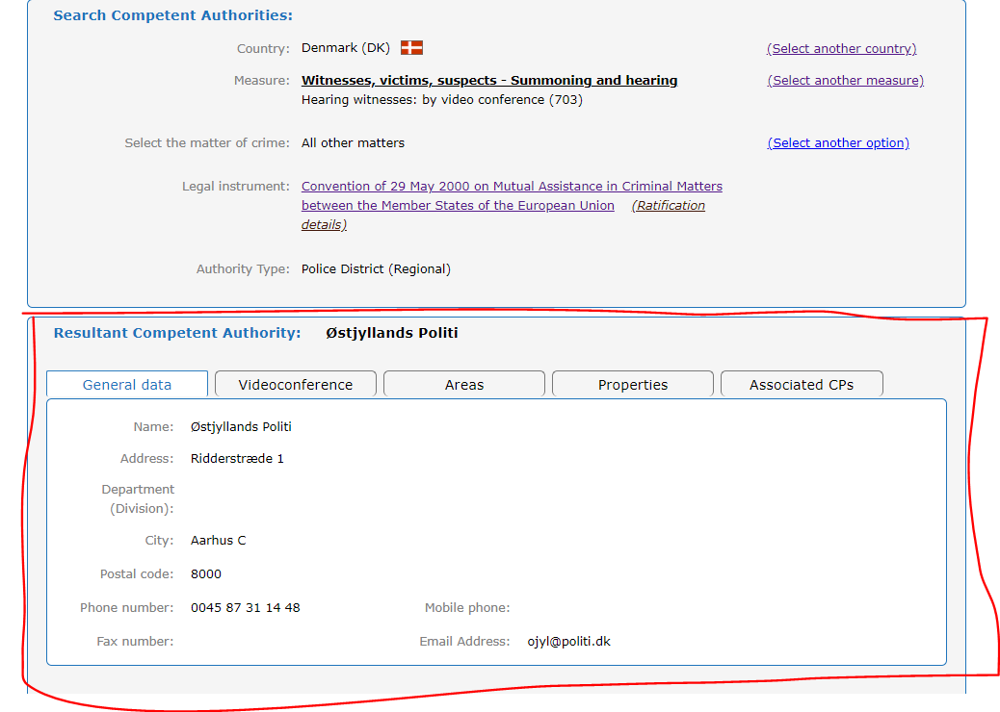 Search Competent Authorities:
Country: Denmark (DK) (Select another country)
Measure: Witnesses, victims, suspects - Summoning and hearing (Select another measure)
Hearing witnesses: by video conference (703)
Select the matter of crime: All other matters (Select another option)
Legal instrument: Convention of 29 May 2000 on Mutual Assistance in Criminal Matters
between the Member States of the European Union (Ratification
details)
Authority Type: Police District (Regional)
Resultant Competent Authority: Østjyllands Politi
General data Videoconference Areas Properties Associated CPs
Name: Østjyllands Politi
Address: Ridderstræde 1
Department
(Division):
City: Aarhus C
Postal code: 8000
Phone number: 0045 87 31 14 48 Mobile phone:
Fax number: Email Address: ojyl@politi.dk